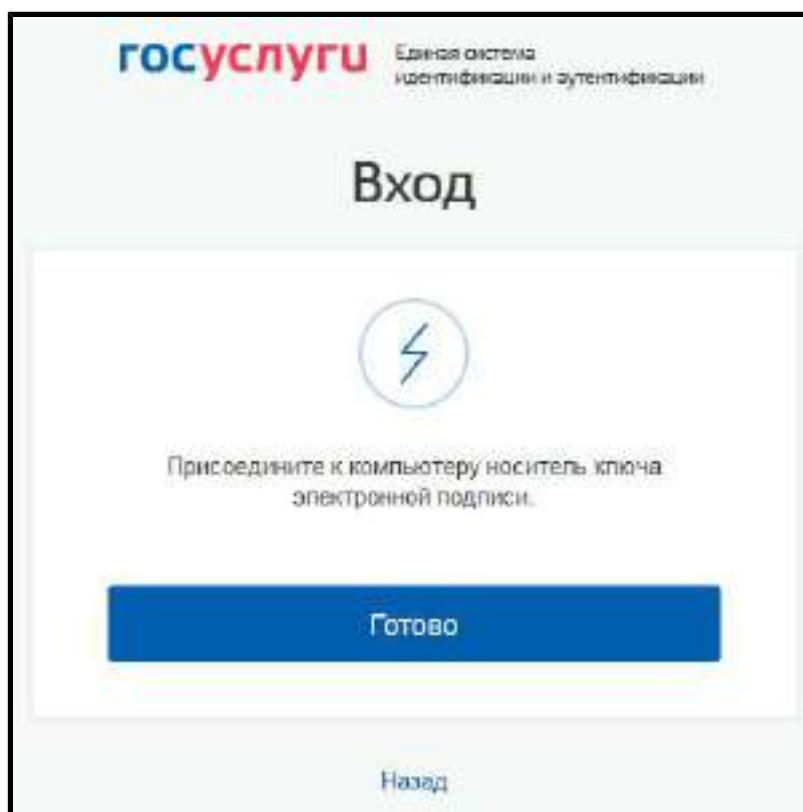 госуслуги Единая система
идентификации и аутентификации
Вход
Присоедините к компьютеру носитель ключа
электронной подписи.
Готово
Назад